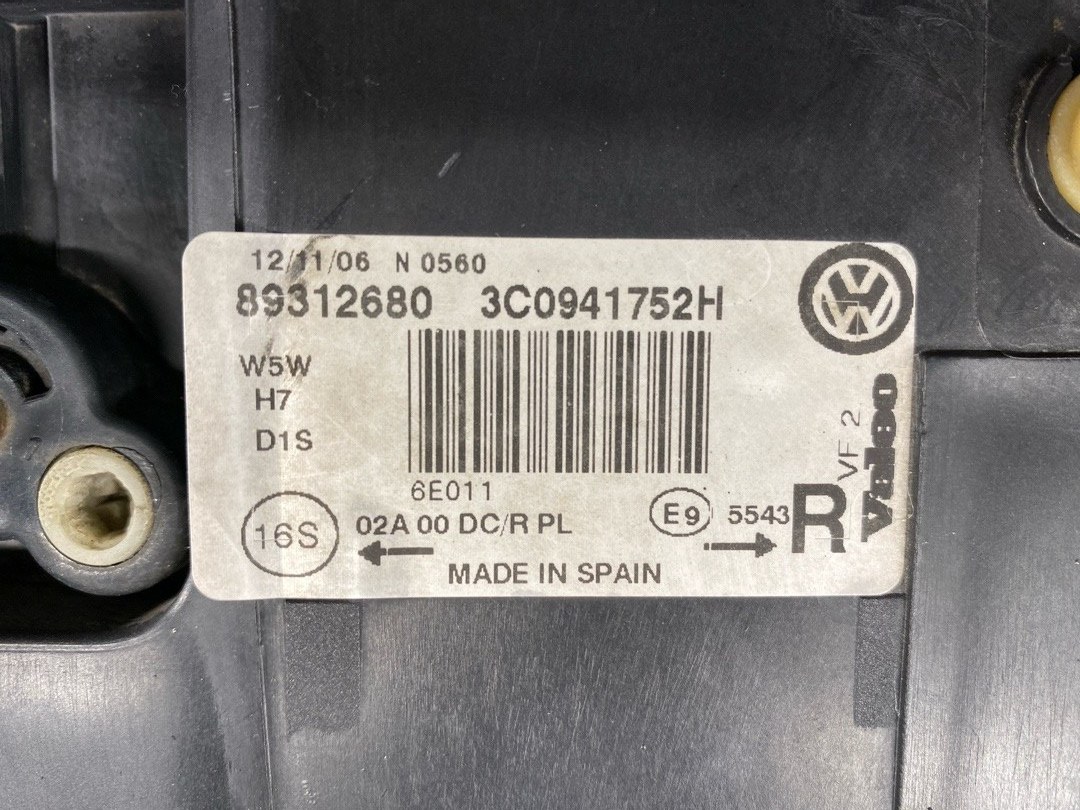 12/11/06 N 0560
89312680 3C0941752H
W5W
H7
D1S
6E011
16S 02A 00 DC/R PL E9 5543 R
MADE IN SPAIN
VF 2
Valeo